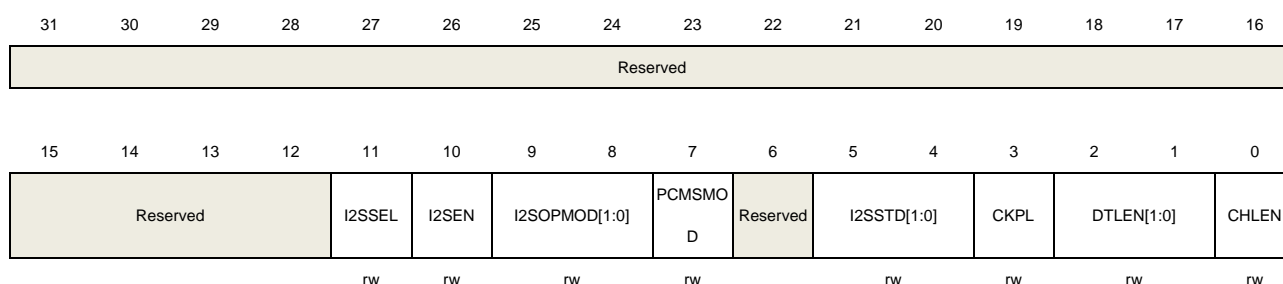 31 30 29 28 27 26 25 24 23 22 21 20 19 18 17 16
Reserved
15 14 13 12 11 10 9 8 7 6 5 4 3 2 1 0
Reserved I2SSEL I2SEN I2SOPMOD[1:0] PCMSMO
D Reserved I2SSTD[1:0] CKPL DTLEN[1:0] CHLEN
rw rw rw rw rw rw rw rw